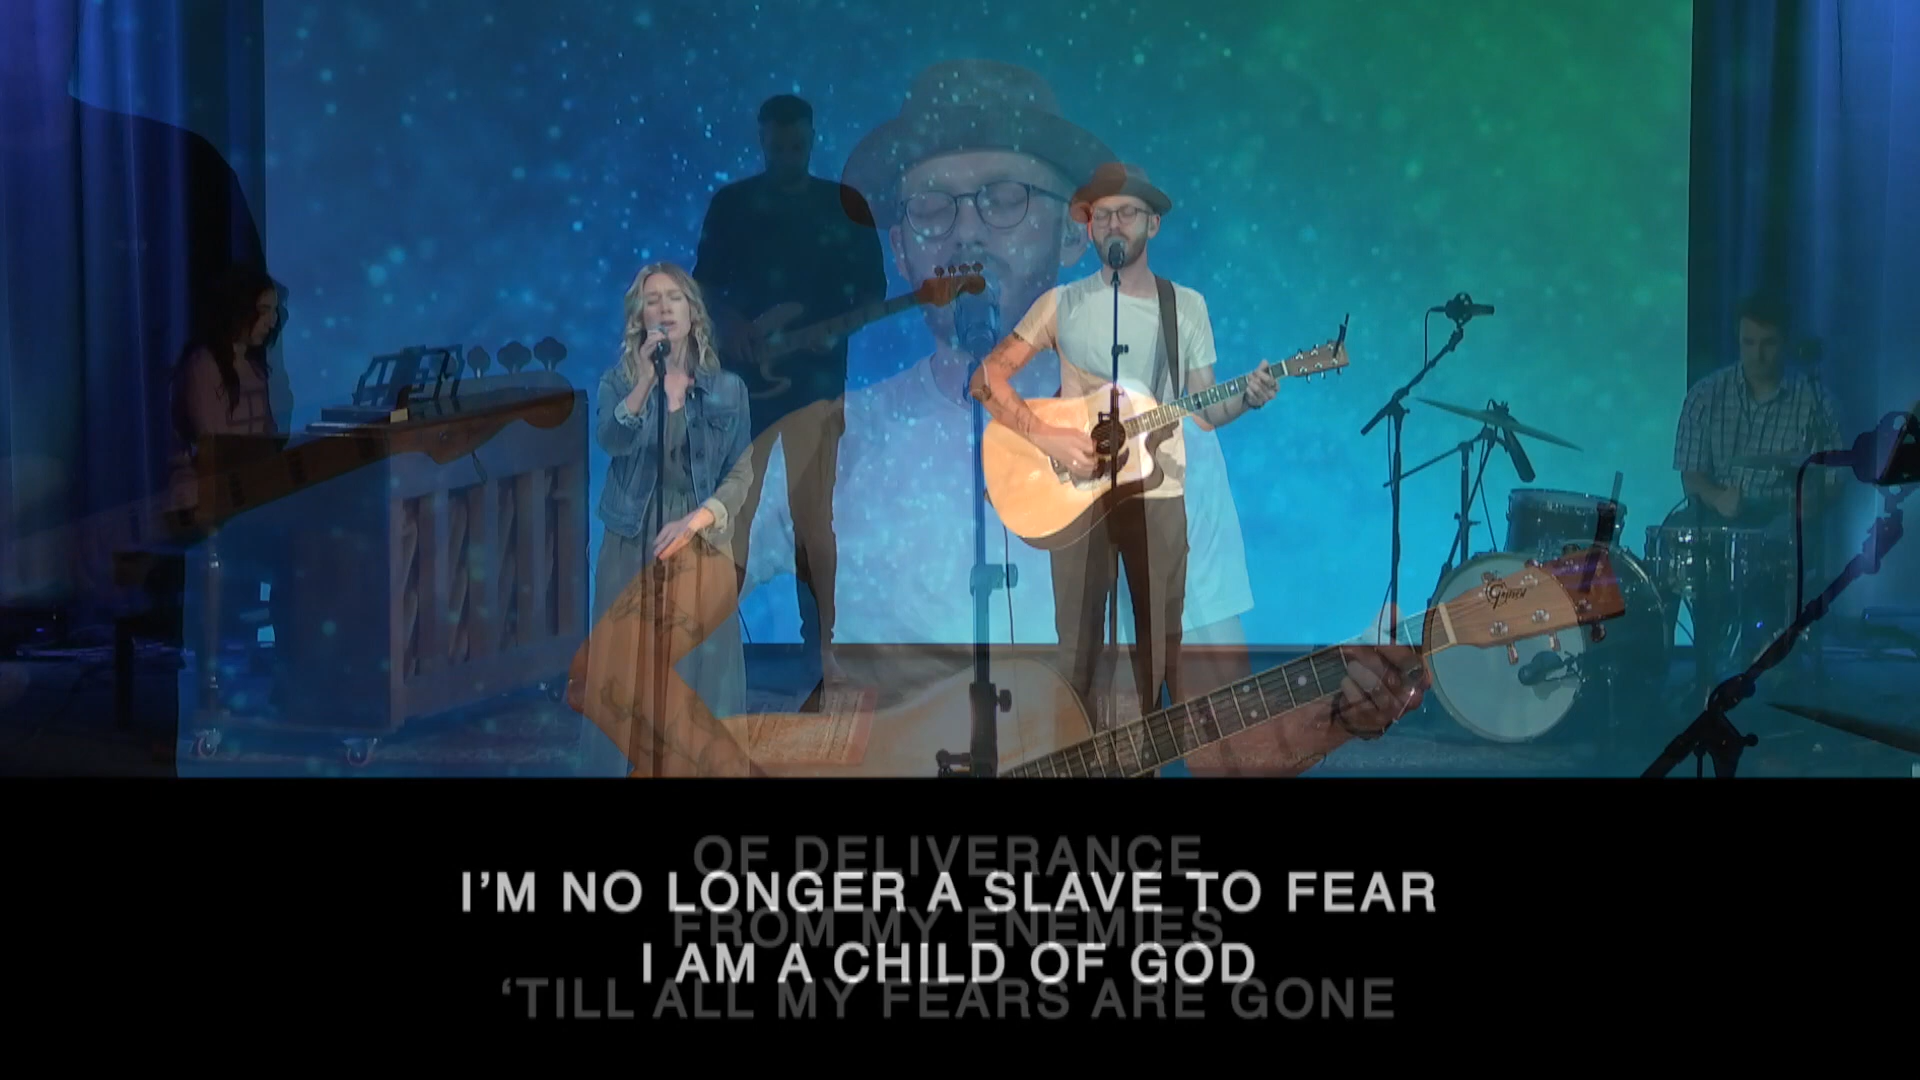 OF DELIVERANCE
I'M NO LONGER A SLAVE TO FEAR
FROM MY ENEMIES
I AM A CHILD OF GOD
'TILL ALL MY FEARS ARE GONE